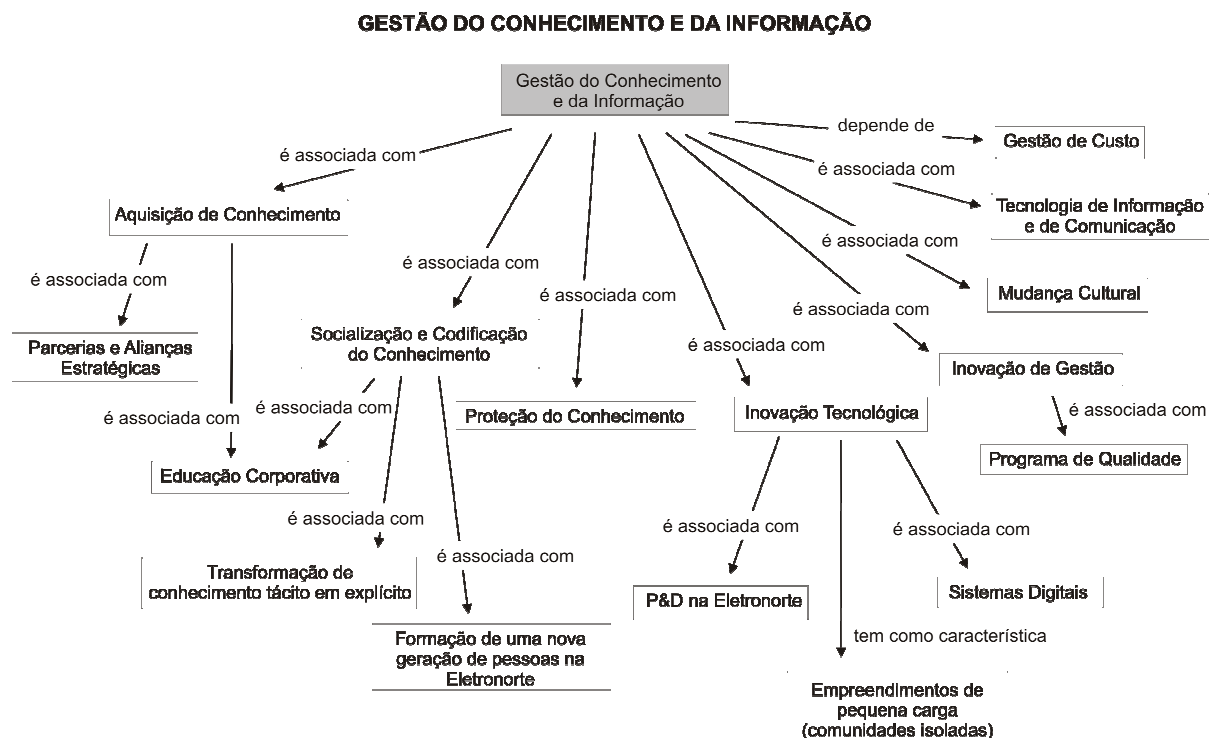 GESTÃO DO CONHECIMENTO E DA INFORMAÇÃO
Gestão do Conhecimento
e da Informação
depende de
Gestão de Custo
é associada com
é associada com
Aquisição de Conhecimento
Tecnologia de Informação
e de Comunicação
é associada com
é associada com
é associada com
Mudança Cultural
é associada com
é associada com
Socialização e Codificação
do Conhecimento
Parcerias e Alianças
Estratégicas
é associada com
Inovação de Gestão
é associada com
é associada com
Proteção do Conhecimento
Inovação Tecnológica
é associada com
Educação Corporativa
Programa de Qualidade
é associada com
é associada com
é associada com
é associada com
Transformação de
conhecimento tácito em explícito
P&D na Eletronorte
Sistemas Digitais
Formação de uma nova
geração de pessoas na
Eletronorte
tem como característica
Empreendimentos de
pequena carga
(comunidades isoladas)